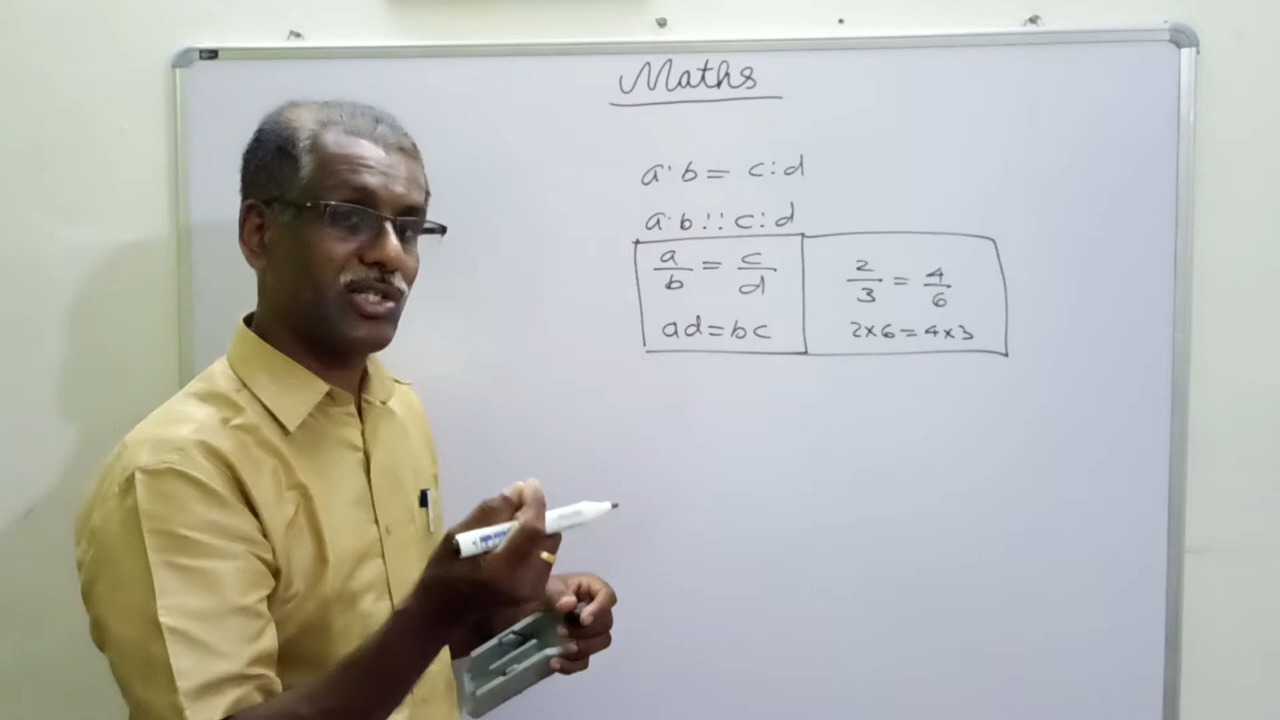 Maths
a:b = c:d
a:b :: c:d
a/b = c/d
ad = bc
2/3 = 4/6
2×6 = 4×3